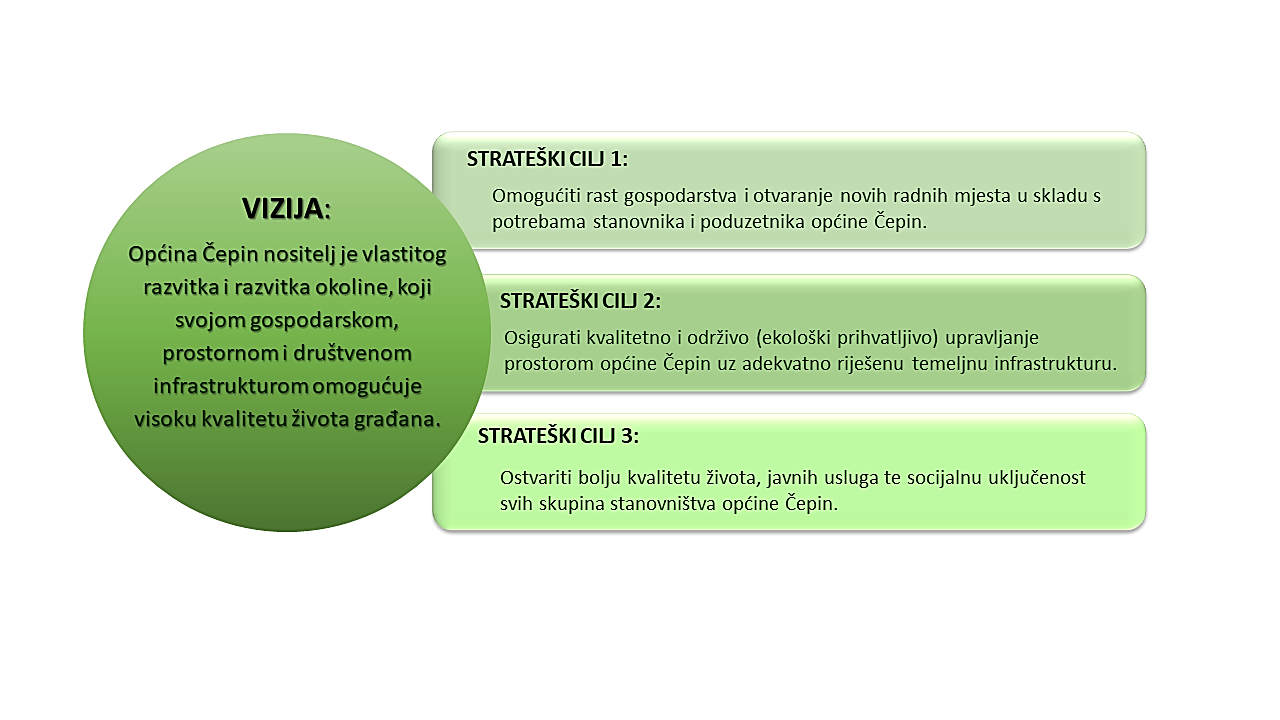 VIZIJA:
Općina Čepin nositelj je vlastitog
razvitka i razvitka okoline, koji
svojom gospodarskom,
prostornom i društvenom
infrastrukturom omogućuje
visoku kvalitetu života građana.
STRATEŠKI CILJ 1:
Omogućiti rast gospodarstva i otvaranje novih radnih mjesta u skladu s
potrebama stanovnika i poduzetnika općine Čepin.
STRATEŠKI CILJ 2:
Osigurati kvalitetno i održivo (ekološki prihvatljivo) upravljanje
prostorom općine Čepin uz adekvatno riješenu temeljnu infrastrukturu.
STRATEŠKI CILJ 3:
Ostvariti bolju kvalitetu života, javnih usluga te socijalnu uključenost
svih skupina stanovništva općine Čepin.